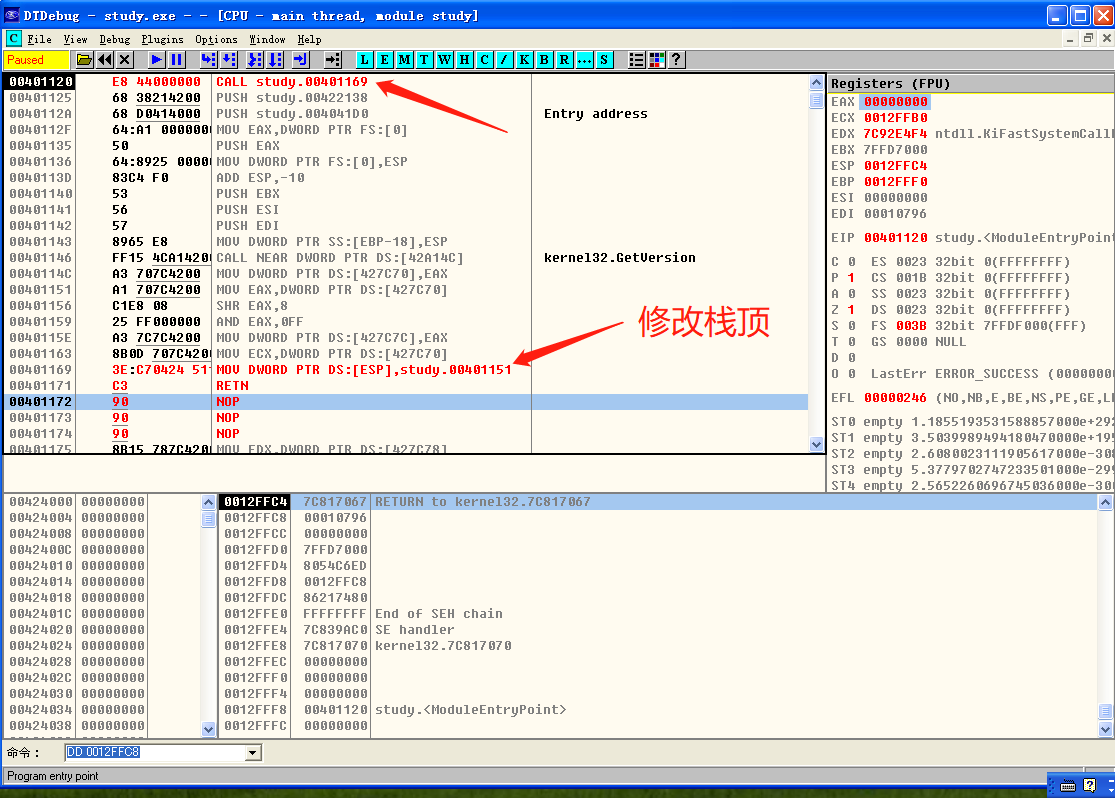 DTDebug - study.exe - - [CPU - main thread, module study]
C File View Debug Plugins Options Window Help
Paused L E M T W H C / K B R ... S ?
00401120 E8 44000000 CALL study.00401169
00401125 68 38214200 PUSH study.00422138
0040112A 68 D0414000 PUSH study.004041D0 Entry address
0040112F 64:A1 0000000 MOV EAX,DWORD PTR FS:[0]
00401135 50 PUSH EAX
00401136 64:8925 00000 MOV DWORD PTR FS:[0],ESP
0040113D 83C4 F0 ADD ESP,-10
00401140 53 PUSH EBX
00401141 56 PUSH ESI
00401142 57 PUSH EDI
00401143 8965 E8 MOV DWORD PTR SS:[EBP-18],ESP
00401146 FF15 4CA14200 CALL NEAR DWORD PTR DS:[42A14C] kernel32.GetVersion
0040114C A3 707C4200 MOV DWORD PTR DS:[427C70],EAX
00401151 A1 707C4200 MOV EAX,DWORD PTR DS:[427C70]
00401156 C1E8 08 SHR EAX,8
00401159 25 FF000000 AND EAX,0FF
0040115E A3 7C7C4200 MOV DWORD PTR DS:[427C7C],EAX
00401163 8B0D 707C4200 MOV ECX,DWORD PTR DS:[427C70]
00401169 3E:C70424 51 MOV DWORD PTR DS:[ESP],study.00401151
00401171 C3 RETN
00401172 90 NOP
00401173 90 NOP
00401174 90 NOP
00401175 8B15 787C4200 MOV EDX,DWORD PTR DS:[427C78]
修改栈顶
Registers (FPU)
EAX 00000000
ECX 0012FFB0
EDX 7C92E4F4 ntdll.KiFastSystemCall
EBX 7FFD7000
ESP 0012FFC4
EBP 0012FFF0
ESI 00000000
EDI 00010796
EIP 00401120 study.<ModuleEntryPoin
C 0 ES 0023 32bit 0(FFFFFFFF)
P 1 CS 001B 32bit 0(FFFFFFFF)
A 0 SS 0023 32bit 0(FFFFFFFF)
Z 1 DS 0023 32bit 0(FFFFFFFF)
S 0 FS 003B 32bit 7FFDF000(FFF)
T 0 GS 0000 NULL
D 0
O 0 LastErr ERROR_SUCCESS (0000000
EFL 00000246 (NO,NB,E,BE,NS,PE,GE,L
ST0 empty 1.1855193531588857000e+292
ST1 empty 3.5039989494180470000e+19
ST2 empty 2.6080023111905617000e-308
ST3 empty 5.3779702747233501000e-299
ST4 empty 2.5652260696745036000e-30
00424000 00000000
00424004 00000000
00424008 00000000
0042400C 00000000
00424010 00000000
00424014 00000000
00424018 00000000
0042401C 00000000
00424020 00000000
00424024 00000000
00424028 00000000
0042402C 00000000
00424030 00000000
00424034 00000000
00424038 00000000
0012FFC4 7C817067 RETURN to kernel32.7C817067
0012FFC8 00010796
0012FFCC 00000000
0012FFD0 7FFD7000
0012FFD4 8054C6ED
0012FFD8 0012FFC8
0012FFDC 86217480
0012FFE0 FFFFFFFF End of SEH chain
0012FFE4 7C839AC0 SE handler
0012FFE8 7C817070 kernel32.7C817070
0012FFEC 00000000
0012FFF0 00000000
0012FFF4 00000000
0012FFF8 00401120 study.<ModuleEntryPoint>
0012FFFC 00000000
命令： DD 0012FFC8
Program entry point